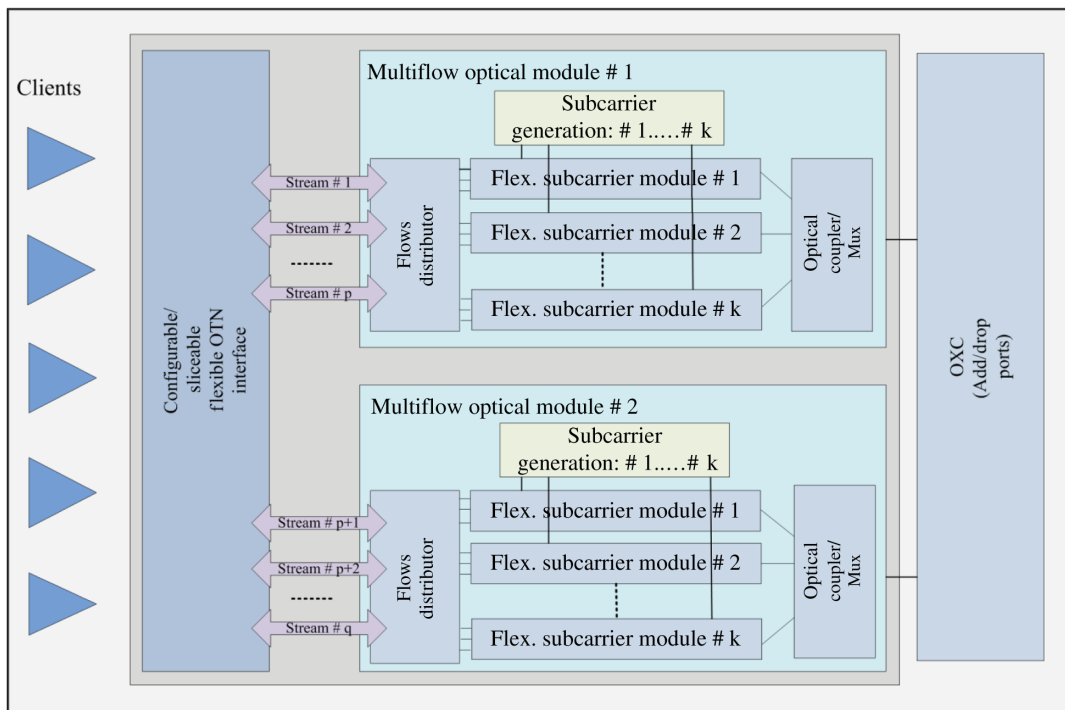 Clients
Configurable/
sliceable
flexible OTN
interface
Multiflow optical module # 1
Subcarrier
generation: # 1..…# k
Stream # 1
Stream # 2
-------
Stream # p
Flows
distributor
Flex. subcarrier module # 1
Flex. subcarrier module # 2
Flex. subcarrier module # k
Optical
coupler/
Mux
Multiflow optical module # 2
Subcarrier
generation: # 1..…# k
Stream # p+1
Stream # p+2
-------
Stream # q
Flows
distributor
Flex. subcarrier module # 1
Flex. subcarrier module # 2
Flex. subcarrier module # k
Optical
coupler/
Mux
OXC
(Add/drop
ports)